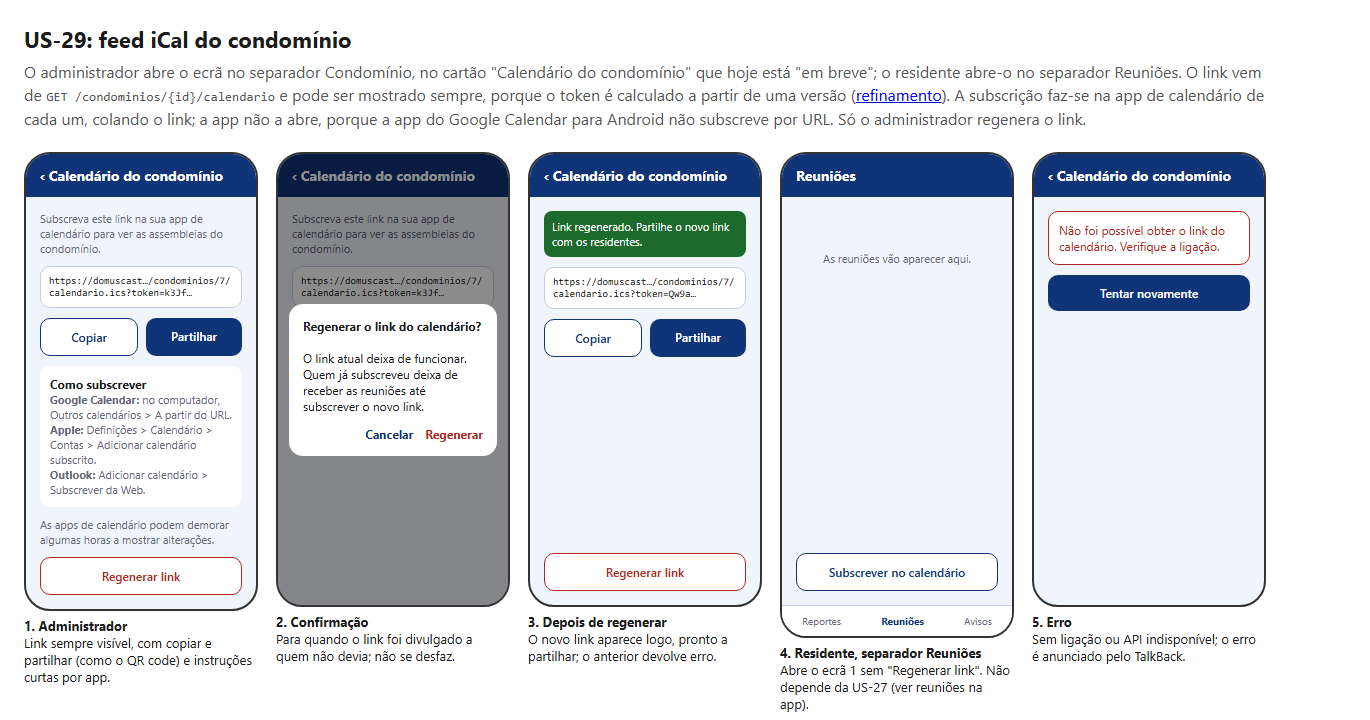 US-29: feed iCal do condomínio
O administrador abre o ecrã no separador Condomínio, no cartão "Calendário do condomínio" que hoje está "em breve"; o residente abre-o no separador Reuniões. O link vem
de GET /condominios/{id}/calendario e pode ser mostrado sempre, porque o token é calculado a partir de uma versão (refinamento). A subscrição faz-se na app de calendário de
cada um, colando o link; a app não a abre, porque a app do Google Calendar para Android não subscreve por URL. Só o administrador regenera o link.
‹ Calendário do condomínio
Subscreva este link na sua app de
calendário para ver as assembleias do
condomínio.
https://domuscast…/condominios/7/
calendario.ics?token=k3Jf…
Copiar
Partilhar
Como subscrever
Google Calendar: no computador,
Outros calendários > A partir do URL.
Apple: Definições > Calendário >
Contas > Adicionar calendário
subscrito.
Outlook: Adicionar calendário >
Subscrever da Web.
As apps de calendário podem demorar
algumas horas a mostrar alterações.
Regenerar link
1. Administrador
Link sempre visível, com copiar e
partilhar (como o QR code) e instruções
curtas por app.
‹ Calendário do condomínio
Subscreva este link na sua app de
calendário para ver as assembleias do
condomínio.
https://domuscast…/condominios/7/
calendario.ics?token=k3Jf…
Regenerar o link do calendário?
O link atual deixa de funcionar.
Quem já subscreveu deixa de
receber as reuniões até
subscrever o novo link.
Cancelar
Regenerar
2. Confirmação
Para quando o link foi divulgado a
quem não devia; não se desfaz.
‹ Calendário do condomínio
Link regenerado. Partilhe o novo link
com os residentes.
https://domuscast…/condominios/7/
calendario.ics?token=Qw9a…
Copiar
Partilhar
Regenerar link
3. Depois de regenerar
O novo link aparece logo, pronto a
partilhar; o anterior devolve erro.
Reuniões
As reuniões vão aparecer aqui.
Subscrever no calendário
Reportes
Reuniões
Avisos
4. Residente, separador Reuniões
Abre o ecrã 1 sem "Regenerar link". Não
depende da US-27 (ver reuniões na
app).
‹ Calendário do condomínio
Não foi possível obter o link do
calendário. Verifique a ligação.
Tentar novamente
5. Erro
Sem ligação ou API indisponível; o erro
é anunciado pelo TalkBack.